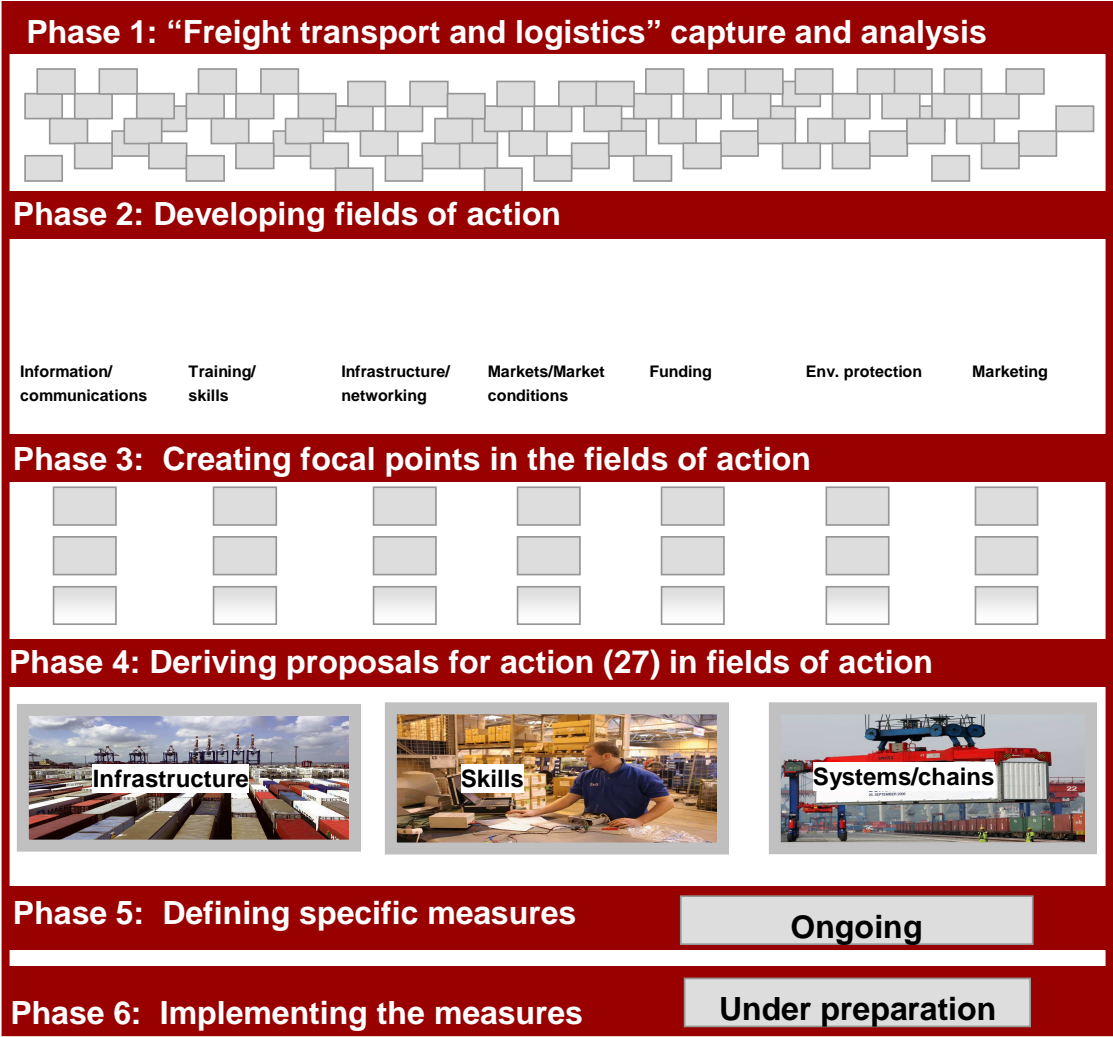 Phase 1: “Freight transport and logistics” capture and analysis
Phase 2: Developing fields of action
Information/
communications
Training/
skills
Infrastructure/
networking
Markets/Market
conditions
Funding
Env. protection
Marketing
Phase 3: Creating focal points in the fields of action
Phase 4: Deriving proposals for action (27) in fields of action
Infrastructure
Skills
Systems/chains
22
Phase 5: Defining specific measures
Ongoing
Phase 6: Implementing the measures
Under preparation